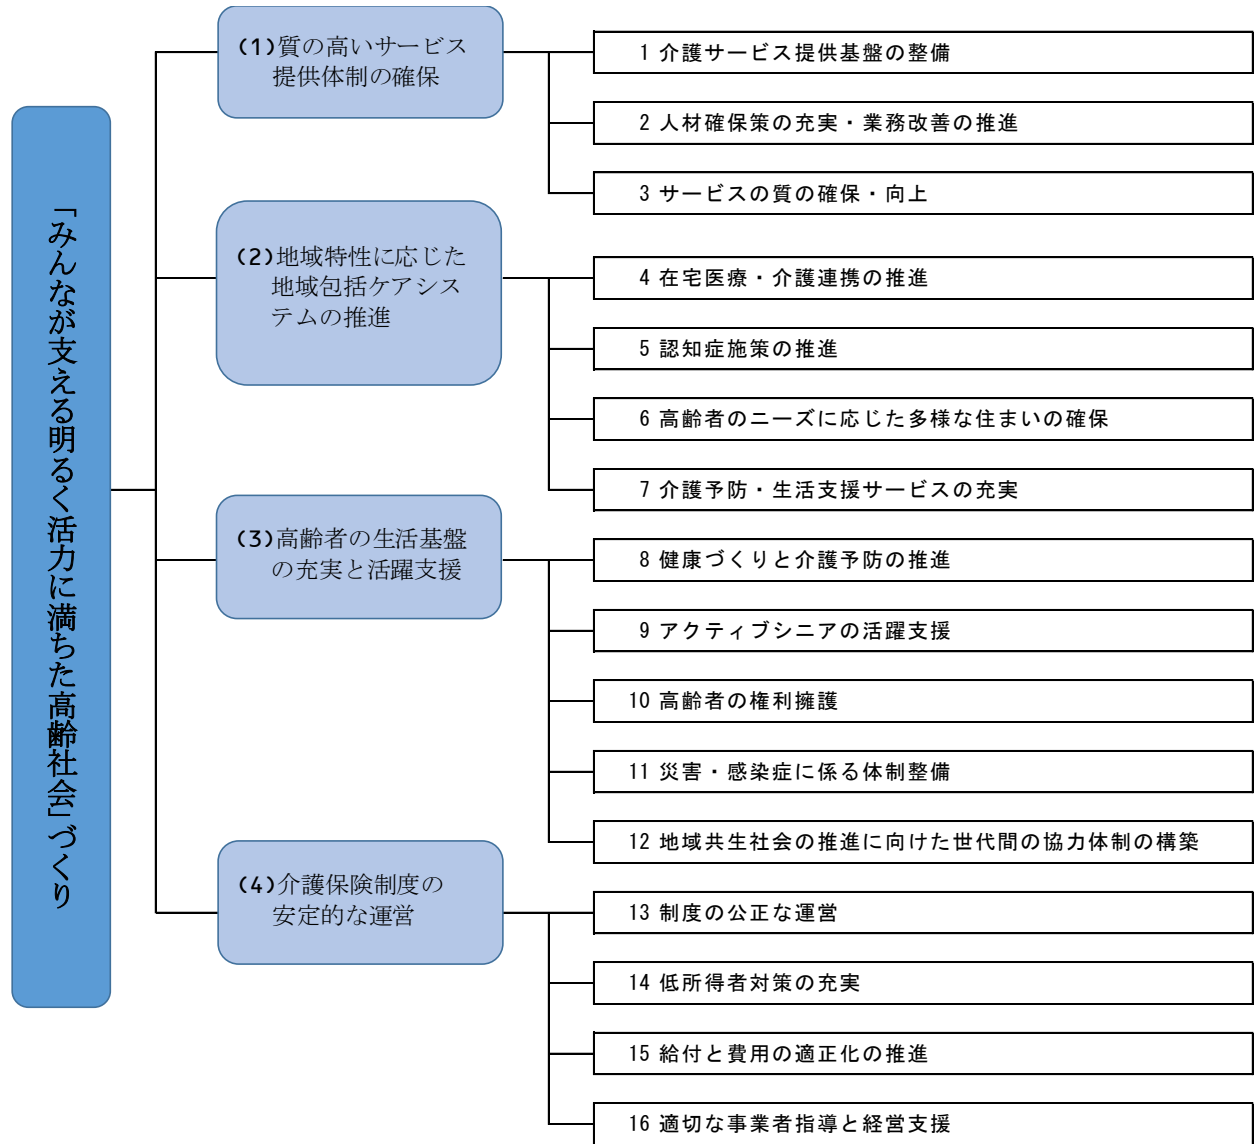 「みんなが支える明るく活力に満ちた高齢社会」づくり
(1)質の高いサービス
提供体制の確保
1 介護サービス提供基盤の整備
2 人材確保策の充実・業務改善の推進
3 サービスの質の確保・向上
(2)地域特性に応じた
地域包括ケアシス
テムの推進
4 在宅医療・介護連携の推進
5 認知症施策の推進
6 高齢者のニーズに応じた多様な住まいの確保
7 介護予防・生活支援サービスの充実
(3)高齢者の生活基盤
の充実と活躍支援
8 健康づくりと介護予防の推進
9 アクティブシニアの活躍支援
10 高齢者の権利擁護
11 災害・感染症に係る体制整備
12 地域共生社会の推進に向けた世代間の協力体制の構築
(4)介護保険制度の
安定的な運営
13 制度の公正な運営
14 低所得者対策の充実
15 給付と費用の適正化の推進
16 適切な事業者指導と経営支援